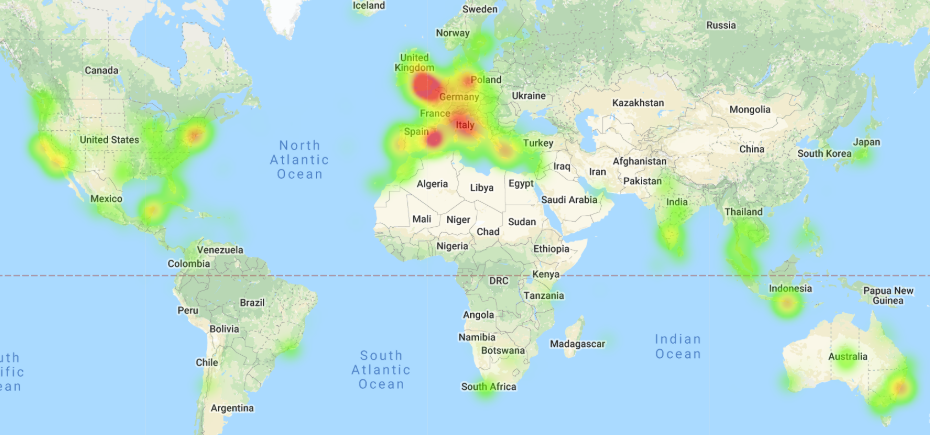 Iceland
Sweden
Norway
Russia
United
Kingdom
Canada
Poland
Germany
Ukraine
Kazakhstan
Mongolia
France
Italy
Spain
United States
Turkey
Japan
South Korea
China
North
Atlantic
Ocean
Iraq
Iran
Afghanistan
Pakistan
Algeria
Libya
Egypt
Saudi Arabia
Mexico
India
Thailand
Mali
Niger
Chad
Sudan
Nigeria
Ethiopia
Venezuela
Colombia
DRC
Kenya
Tanzania
Indonesia
Papua New
Guinea
Peru
Brazil
Angola
Bolivia
Namibia
Botswana
Madagascar
Indian
Ocean
Chile
South
Atlantic
Ocean
Australia
uth
ific
ean
South Africa
Argentina